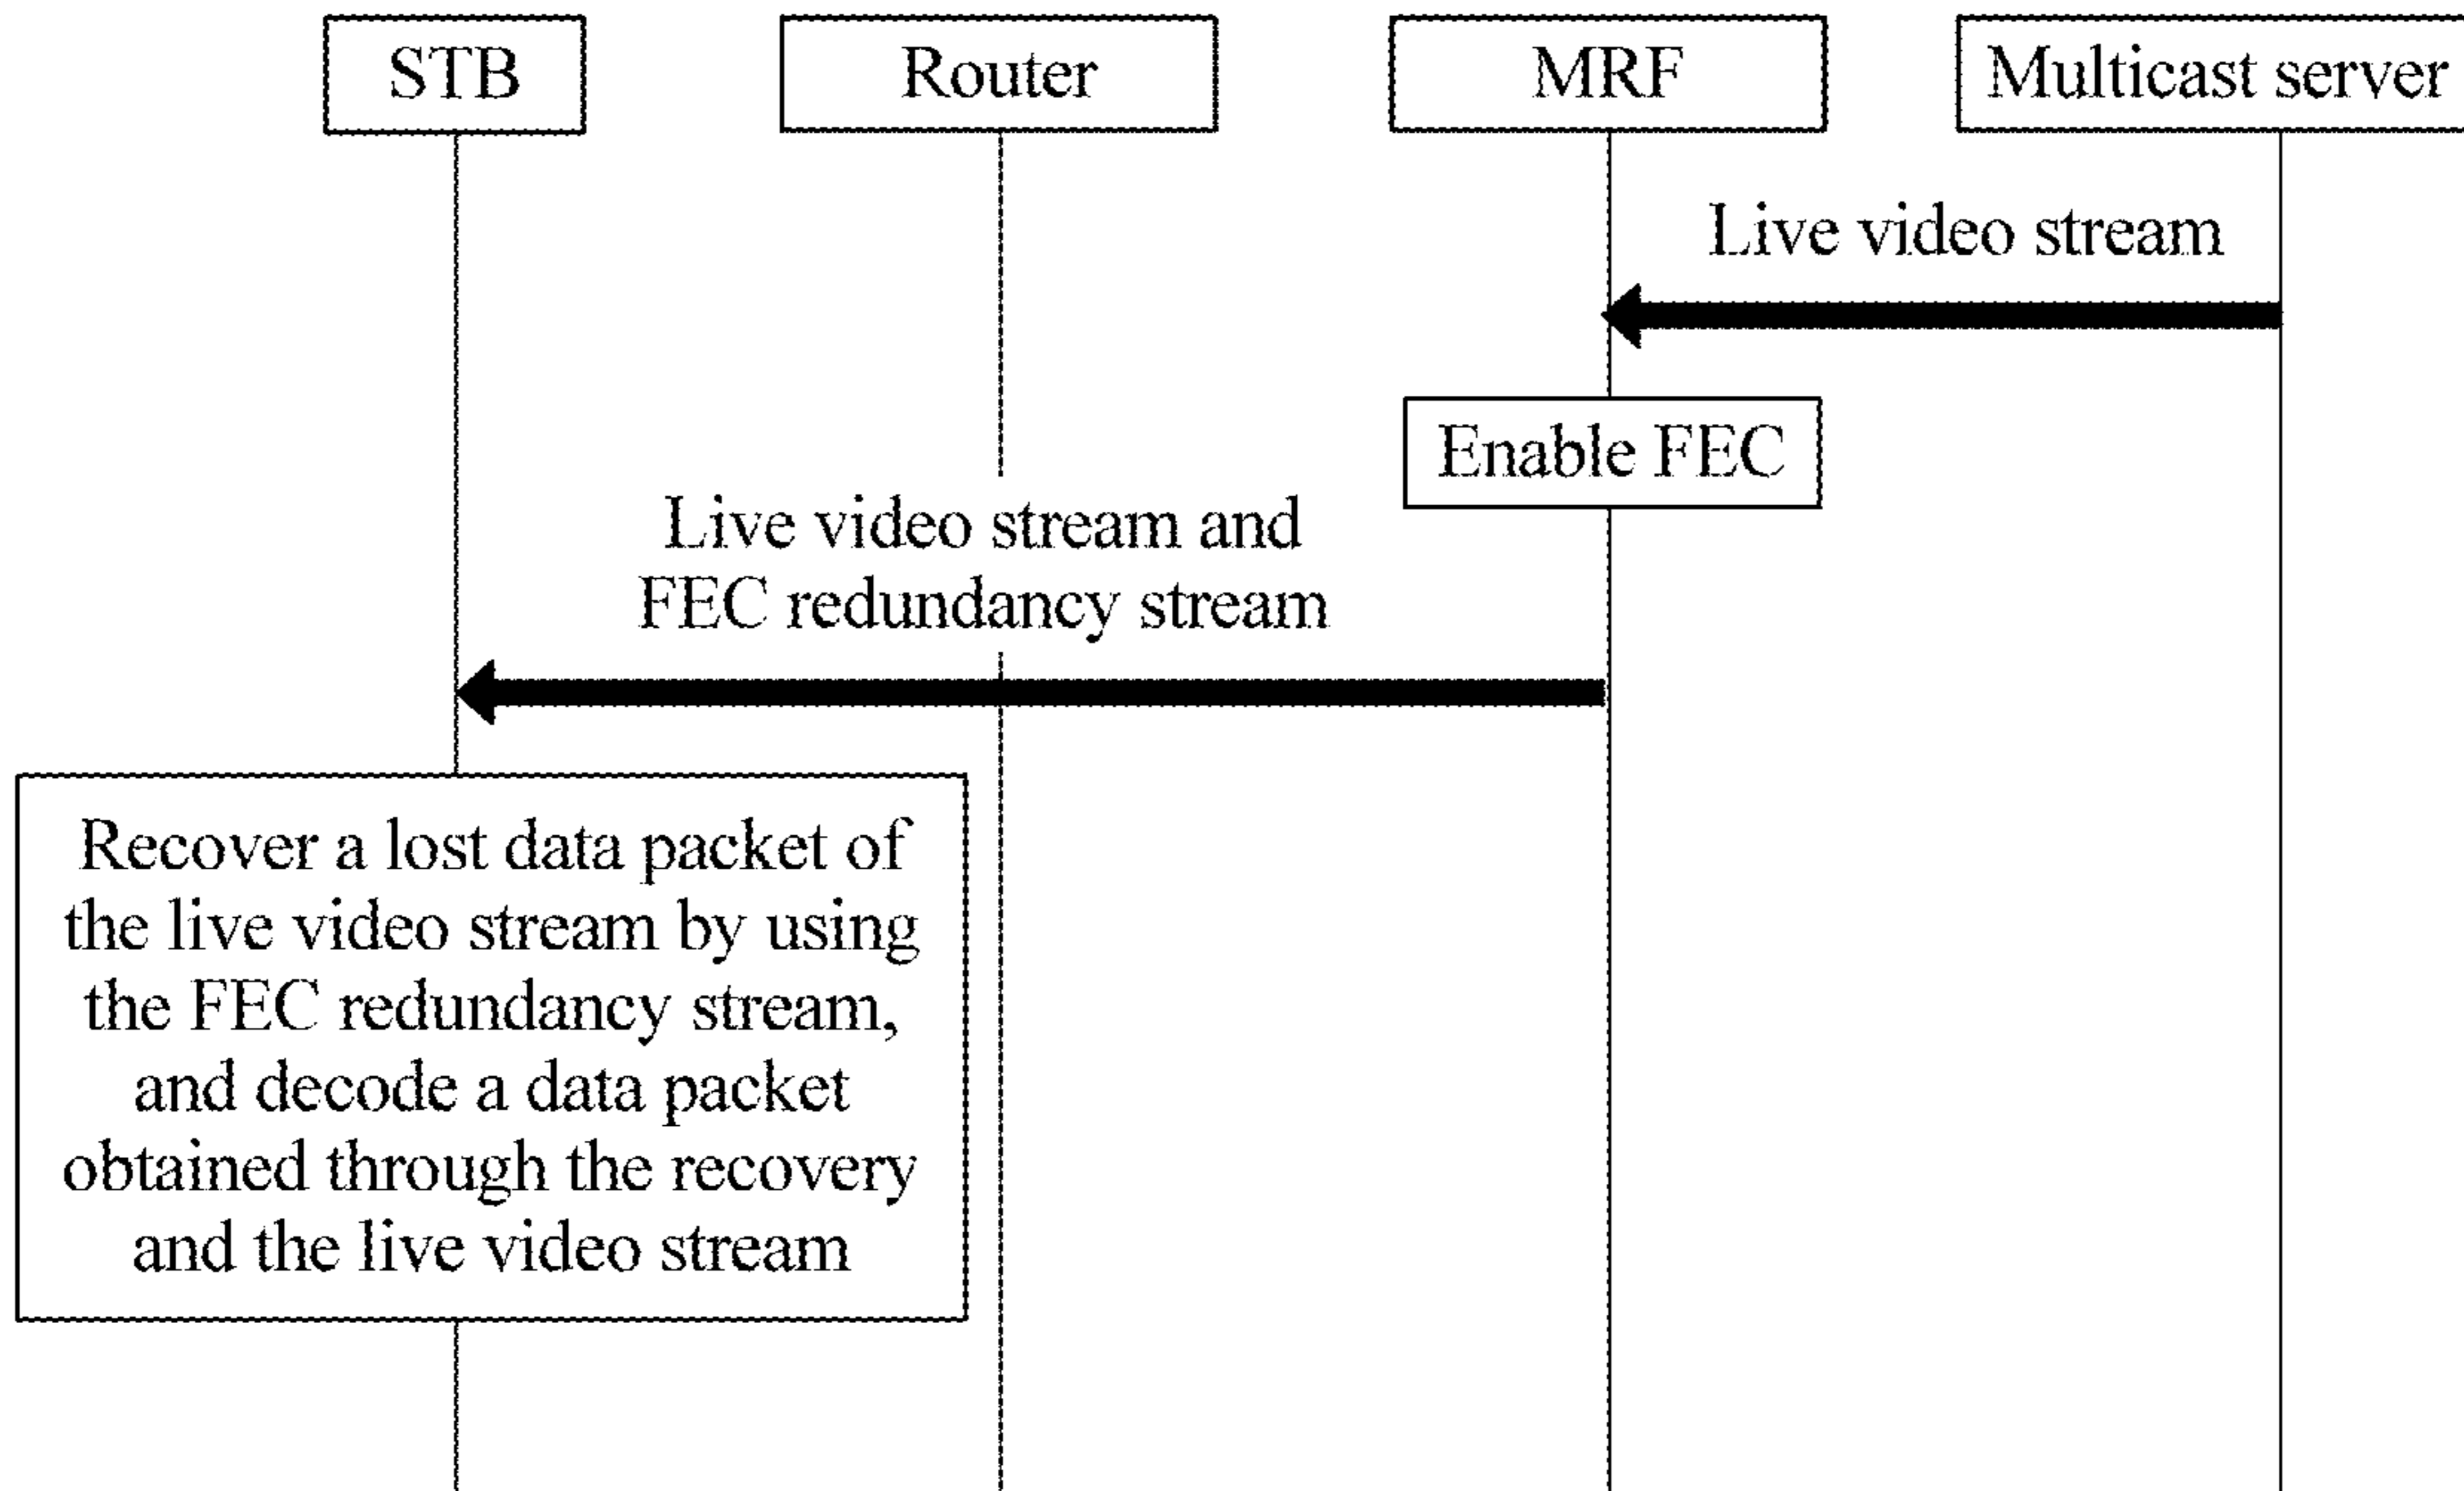 STB
Router
MRF
Multicast server
Live video stream
Enable FEC
Live video stream and
FEC redundancy stream
Recover a lost data packet of
the live video stream by using
the FEC redundancy stream,
and decode a data packet
obtained through the recovery
and the live video stream